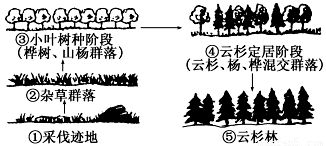 ③小叶树种阶段
(桦树、山杨群落)
②杂草群落
①采伐迹地
④云杉定居阶段
(云杉、杨、桦混交群落)
⑤云杉林